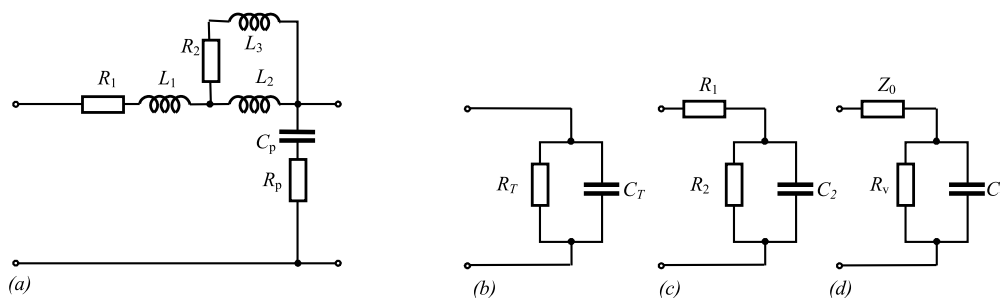 L3
R2
R1 L1 L2
Cp
Rp
(a)
RT CT
(b)
R1
R2 C2
(c)
Z0
Rv C
(d)